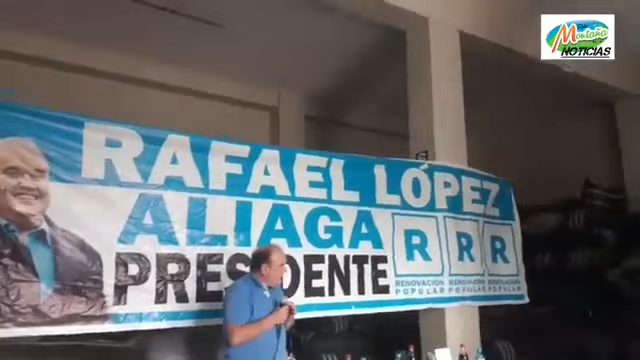 Montaña
NOTICIAS
RAFAEL LÓPEZ
ALIAGA
PRESIDENTE
R R R
RENOVACIÓN RENOVACIÓN RENOVACIÓN
POPULAR POPULAR POPULAR